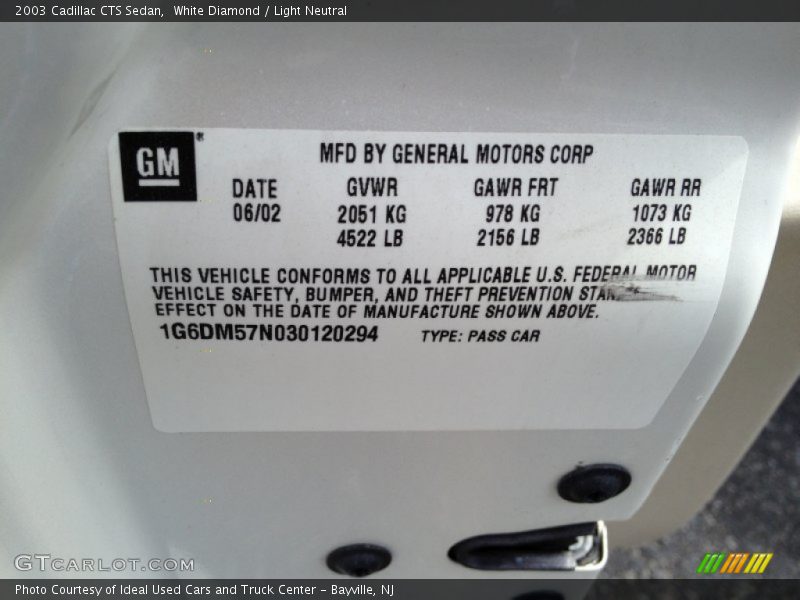 2003 Cadillac CTS Sedan, White Diamond / Light Neutral
GM ®
MFD BY GENERAL MOTORS CORP
DATE GVWR GAWR FRT GAWR RR
06/02 2051 KG 978 KG 1073 KG
4522 LB 2156 LB 2366 LB
THIS VEHICLE CONFORMS TO ALL APPLICABLE U.S. FEDERAL MOTOR
VEHICLE SAFETY, BUMPER, AND THEFT PREVENTION
EFFECT ON THE DATE OF MANUFACTURE SHOWN ABOVE.
1G6DM57N030120294 TYPE: PASS CAR
GTCARLOT.COM
Photo Courtesy of Ideal Used Cars and Truck Center – Bayville, NJ